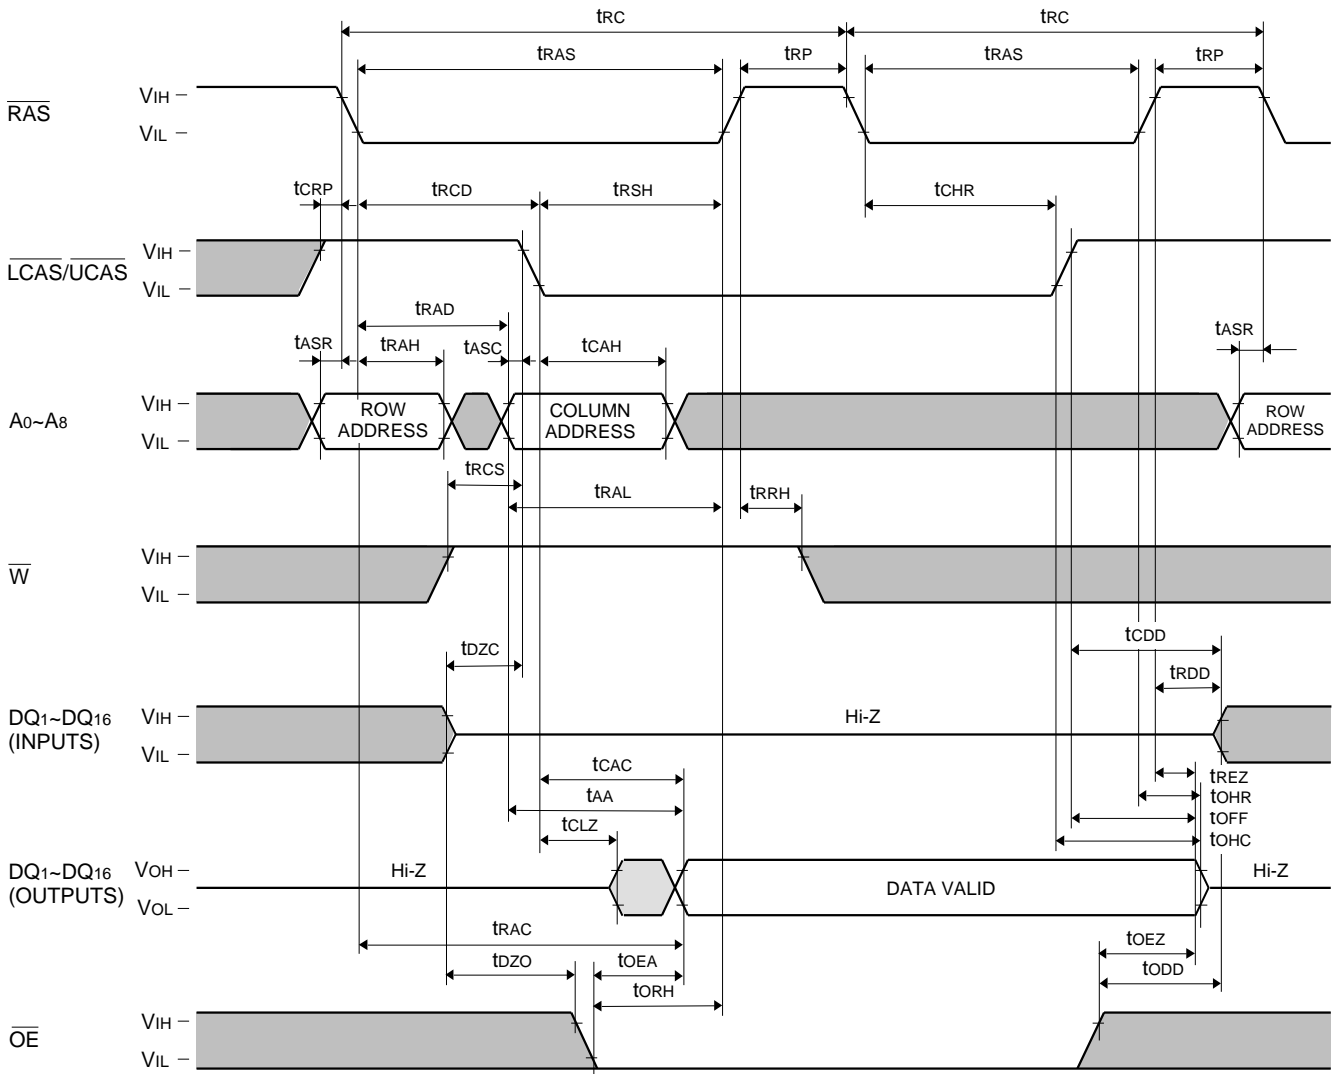 tRC tRC
tRAS tRP tRAS tRP
RAS VIH
VIL
tCRP tRCD tRSH tCHR
LCAS/UCAS VIH
VIL
tRAD
tASR tRAH tASC tCAH tASR
A0~A8 VIH
VIL
ROW ADDRESS
COLUMN ADDRESS
ROW ADDRESS
tRCS tRAL tRRH
W VIH
VIL
tDZC tCDD
tRDD
DQ1~DQ16 (INPUTS) VIH
VIL
Hi-Z
tCAC tREZ
tAA tOHR
tCLZ tOFF
tOHC
DQ1~DQ16 (OUTPUTS) VOH
VOL
Hi-Z DATA VALID Hi-Z
tRAC tOEZ
tDZO tOEA tODD
tORH
OE VIH
VIL